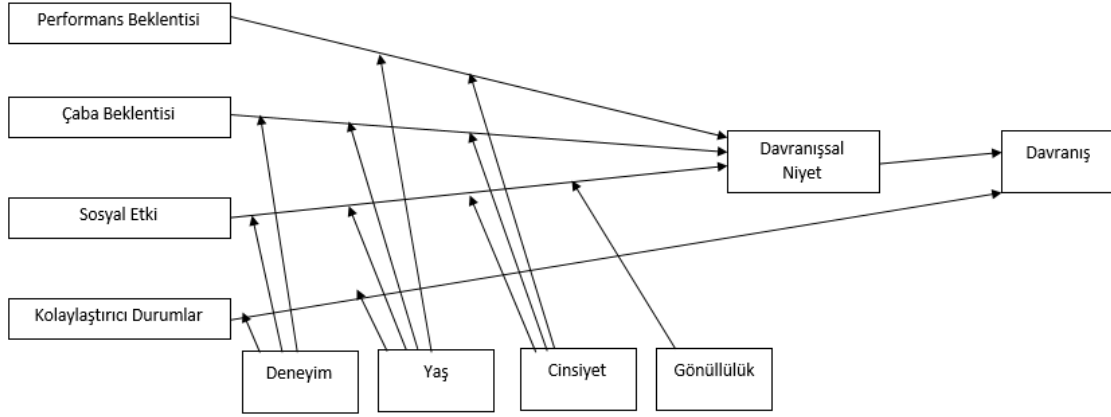 Performans Beklentisi
Çaba Beklentisi
Sosyal Etki
Kolaylaştırıcı Durumlar
Davranışsal
Niyet
Davranış
Deneyim
Yaş
Cinsiyet
Gönüllülük